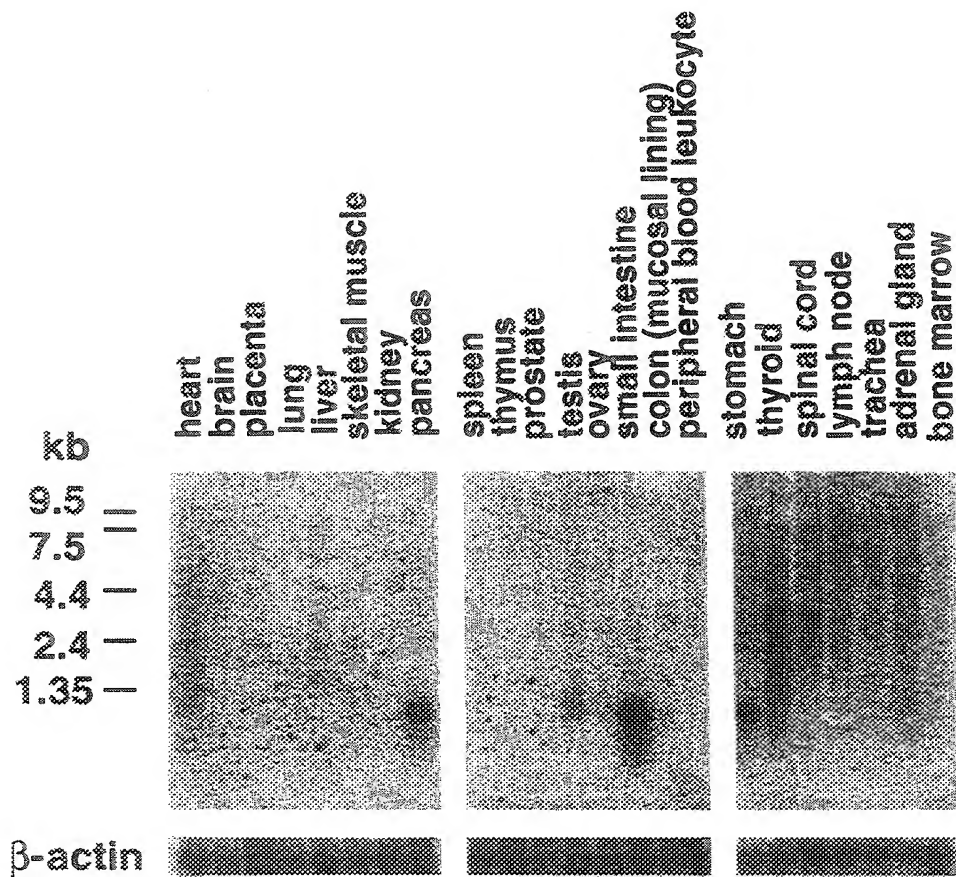 heart
brain
placenta
lung
liver
skeletal muscle
kidney
pancreas
spleen
thymus
prostate
testis
ovary
small intestine
colon (mucosal lining)
peripheral blood leukocyte
stomach
thyroid
spinal cord
lymph node
trachea
adrenal gland
bone marrow
kb
9.5
7.5
4.4
2.4
1.35
β-actin